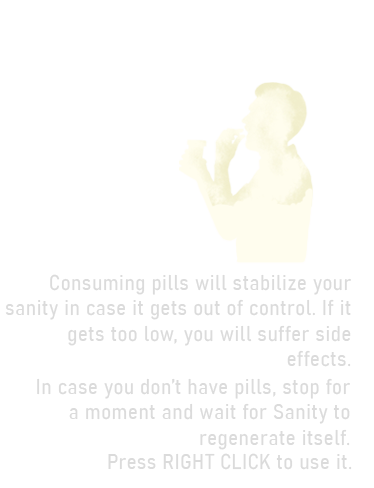 Consuming pills will stabilize your
sanity in case it gets out of control. If it
gets too low, you will suffer side
effects.
In case you don't have pills, stop for
a moment and wait for Sanity to
regenerate itself.
Press RIGHT CLICK to use it.